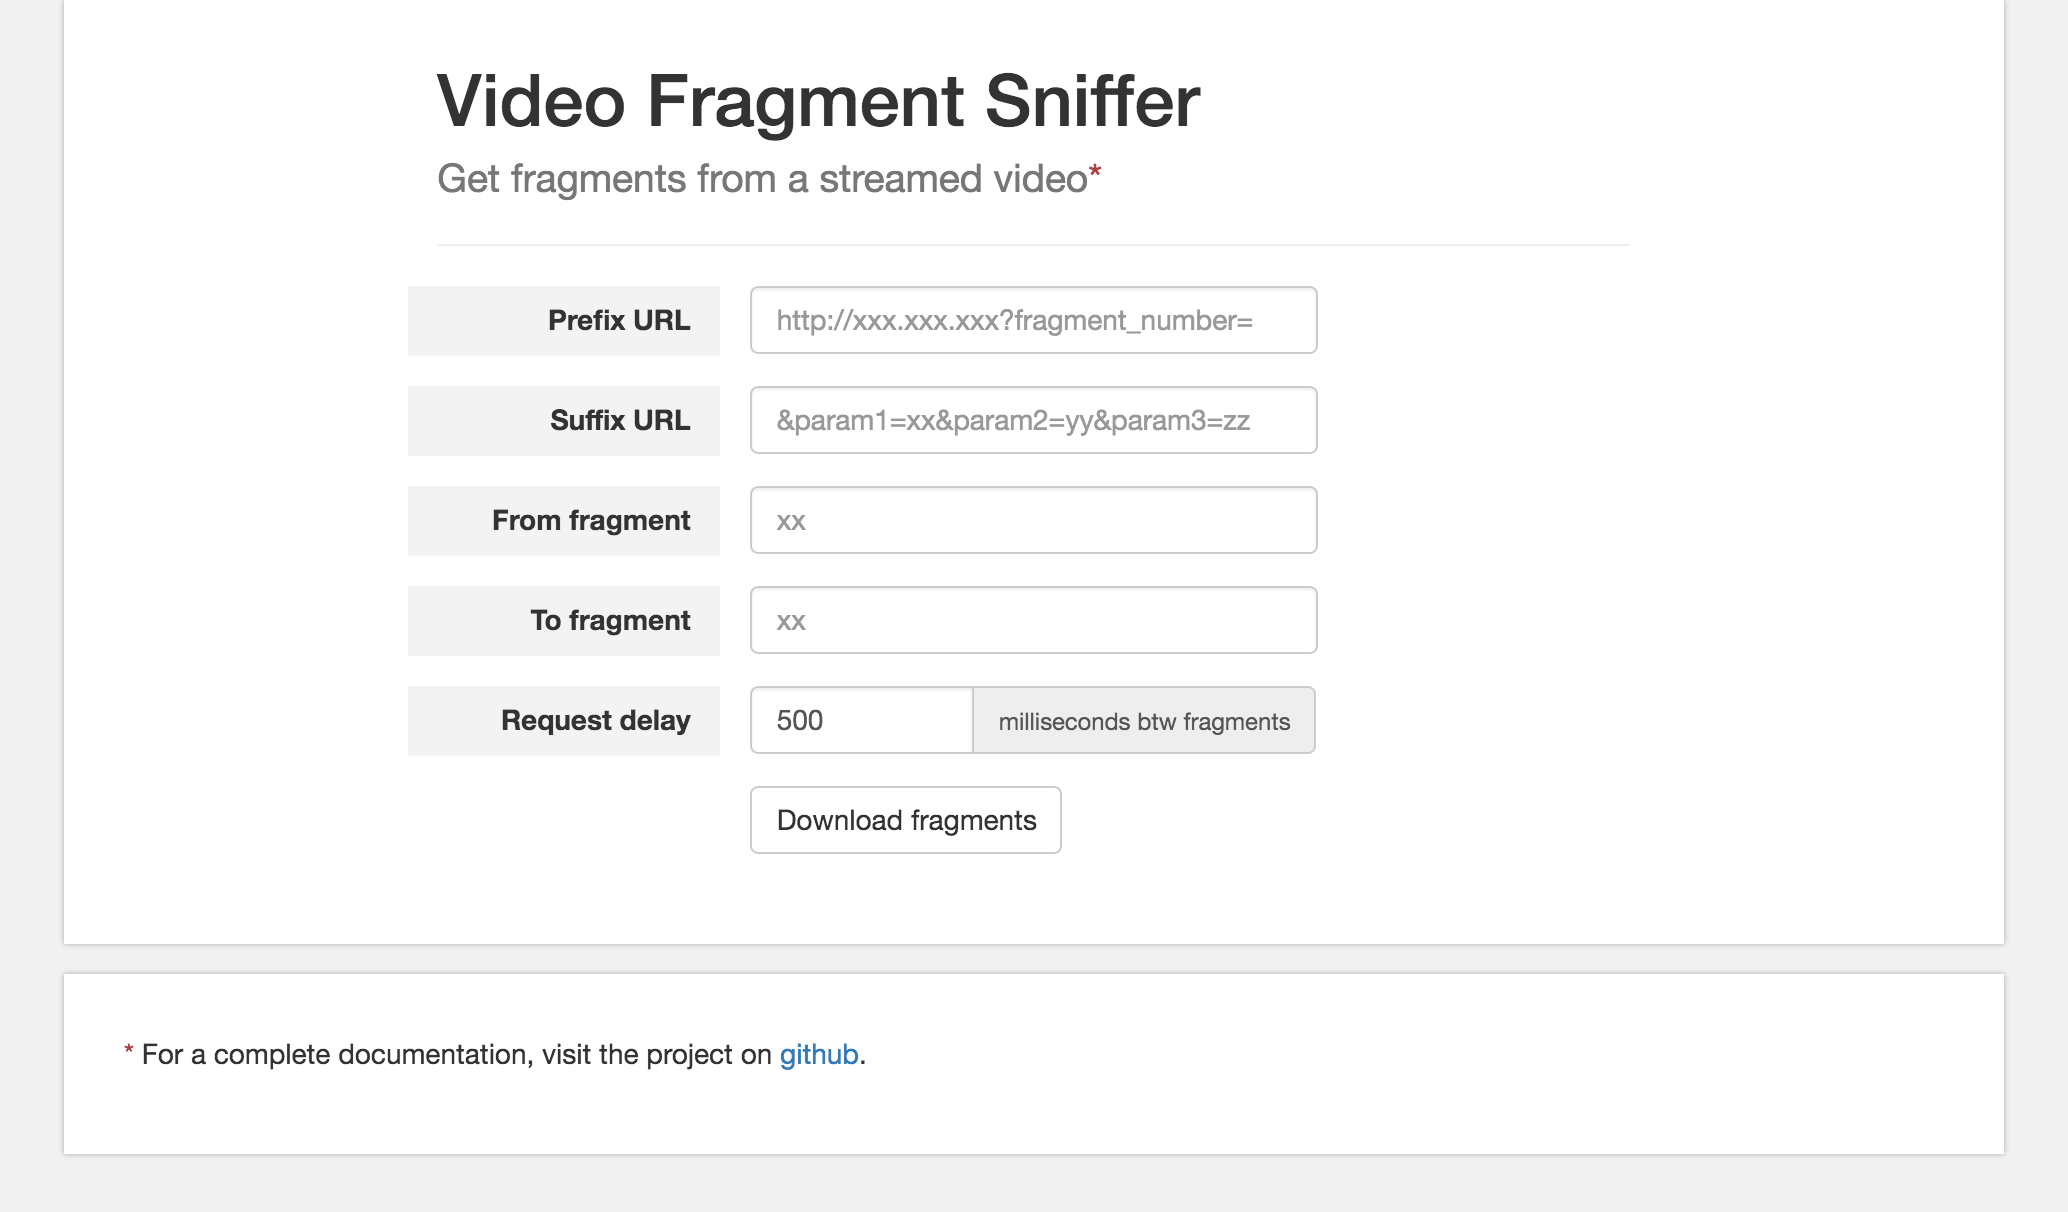 Video Fragment Sniffer
Get fragments from a streamed video*
Prefix URL http://xxx.xxx.xxx?fragment_number=
Suffix URL &param1=xx&param2=yy&param3=zz
From fragment xx
To fragment xx
Request delay 500 milliseconds btw fragments
Download fragments
* For a complete documentation, visit the project on github.